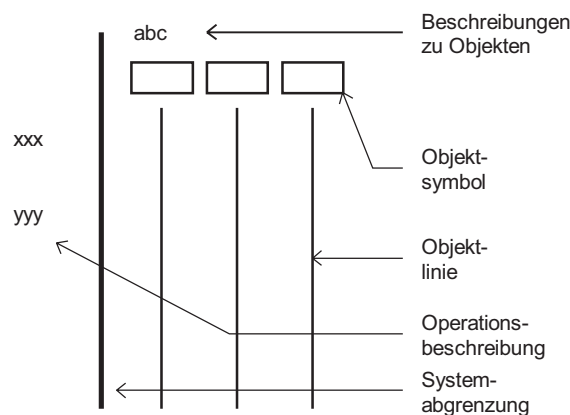 abc
Beschreibungen
zu Objekten
xxx
Objekt-
symbol
yyy
Objekt-
linie
Operations-
beschreibung
System-
abgrenzung